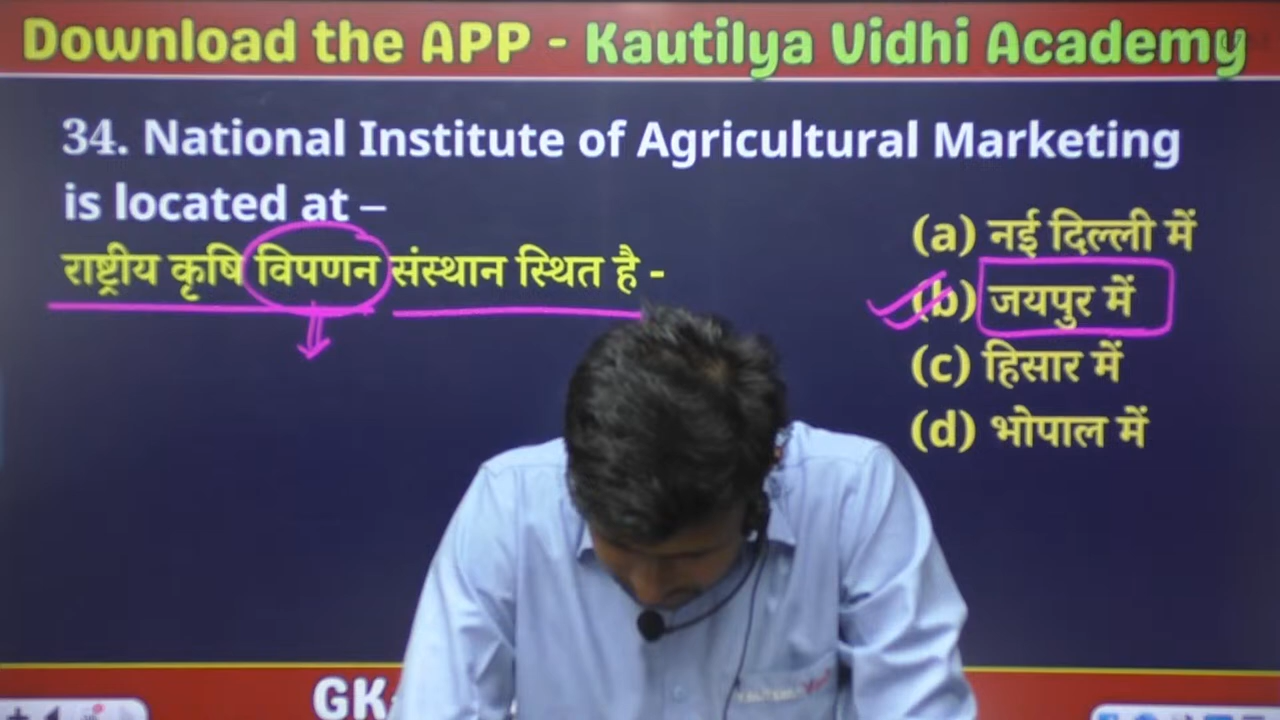 Download the APP - Kautilya Vidhi Academy
34. National Institute of Agricultural Marketing
is located at –
राष्ट्रीय कृषि विपणन संस्थान स्थित है -
(a) नई दिल्ली में
(b) जयपुर में
(c) हिसार में
(d) भोपाल में
GK